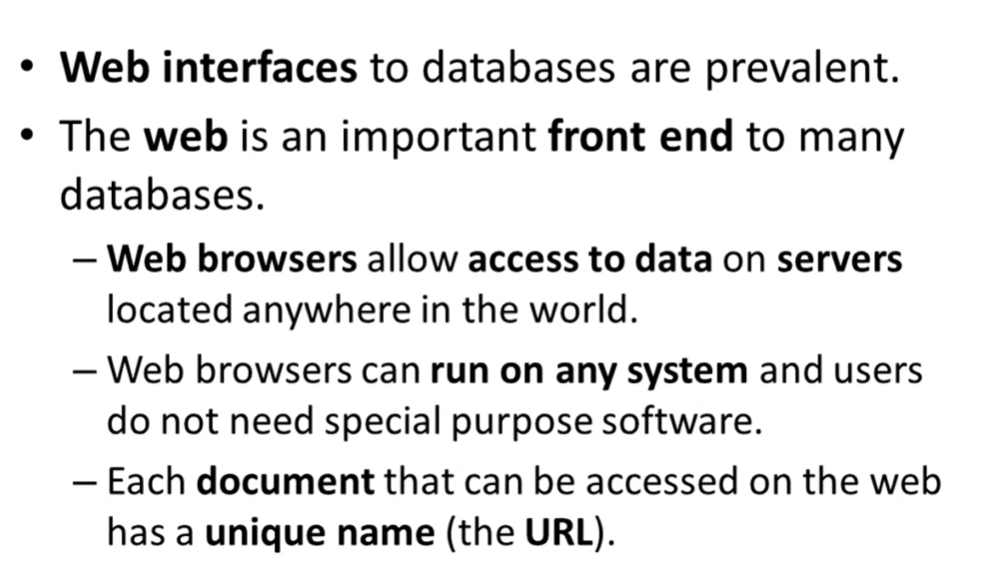 • Web interfaces to databases are prevalent.
• The web is an important front end to many
databases.
– Web browsers allow access to data on servers
located anywhere in the world.
– Web browsers can run on any system and users
do not need special purpose software.
– Each document that can be accessed on the web
has a unique name (the URL).